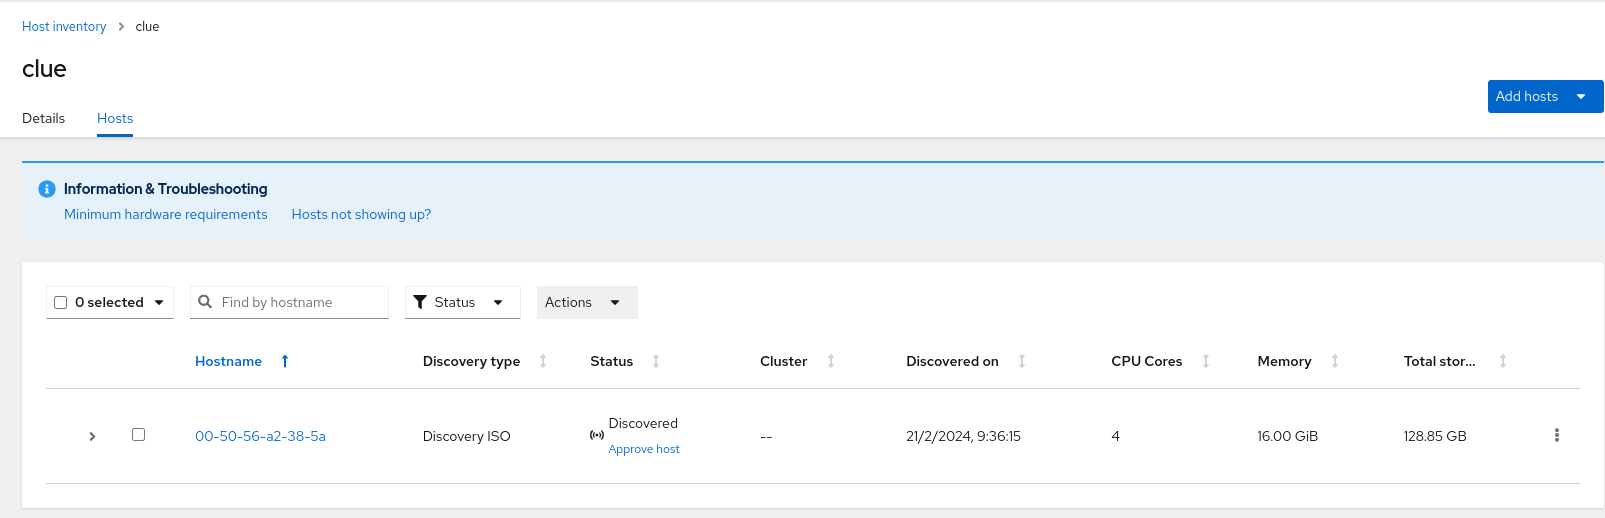 Host inventory > clue
clue
Add hosts
Details Hosts
Information & Troubleshooting
Minimum hardware requirements Hosts not showing up?
0 selected Find by hostname Status Actions
Hostname Discovery type Status Cluster Discovered on CPU Cores Memory Total stor...
Discovered
00-50-56-a2-38-5a Discovery ISO -- 21/2/2024, 9:36:15 4 16.00 GiB 128.85 GB
Approve host